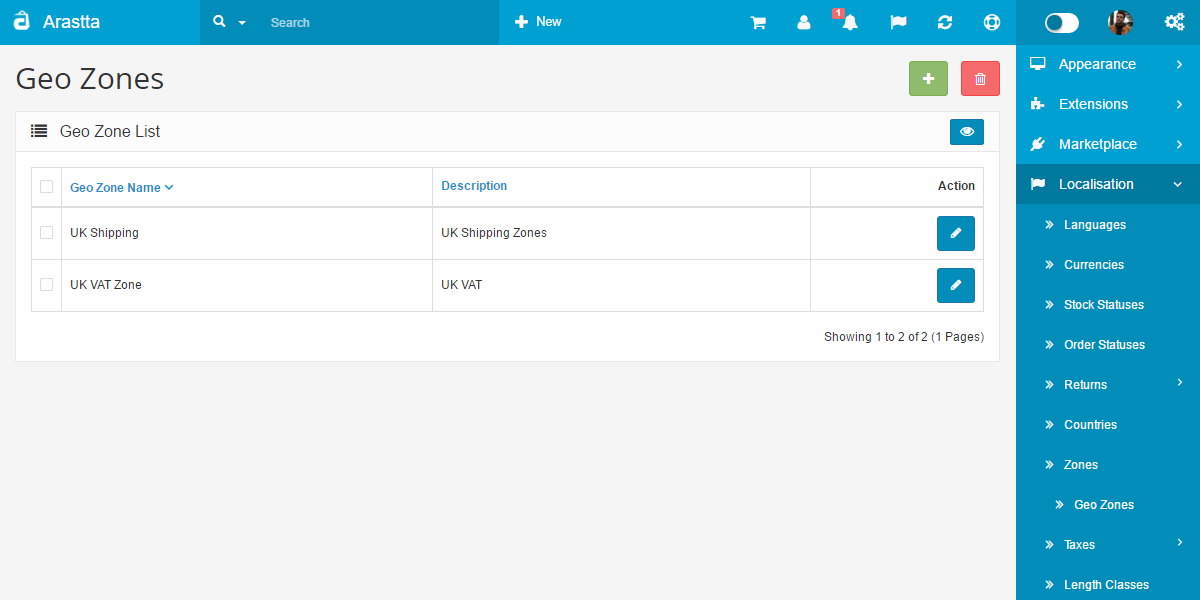 Arastta
Search
New
1
Geo Zones
Geo Zone List
Geo Zone Name
Description
Action
UK Shipping
UK Shipping Zones
UK VAT Zone
UK VAT
Showing 1 to 2 of 2 (1 Pages)
Appearance
Extensions
Marketplace
Localisation
Languages
Currencies
Stock Statuses
Order Statuses
Returns
Countries
Zones
Geo Zones
Taxes
Length Classes